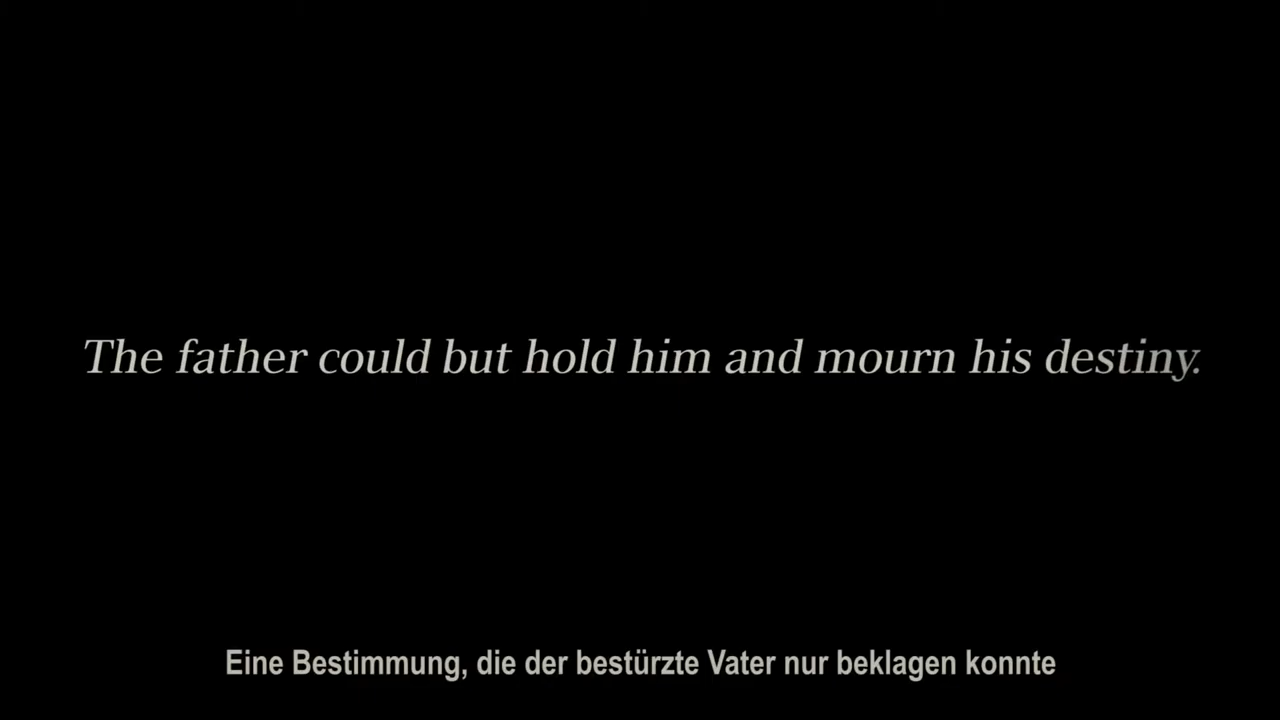 The father could but hold him and mourn his destiny.
Eine Bestimmung, die der bestürzte Vater nur beklagen konnte